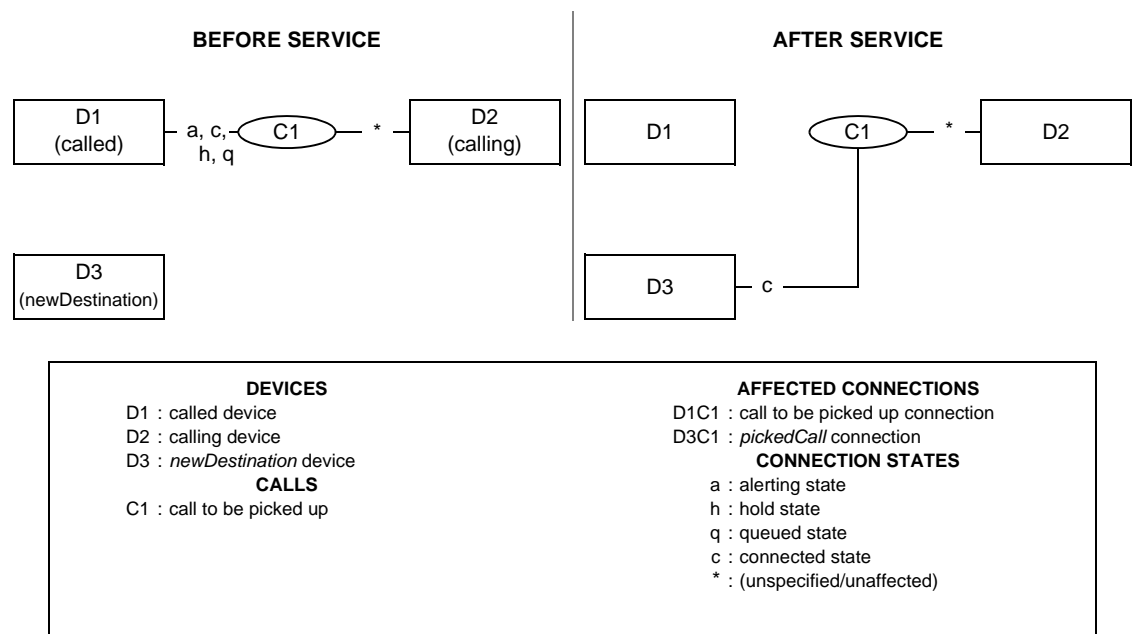 BEFORE SERVICE
AFTER SERVICE
D1
(called)
a, c,
h, q
C1
*
D2
(calling)
D1
C1
*
D2
D3
(newDestination)
D3
c
DEVICES
D1 : called device
D2 : calling device
D3 : newDestination device
CALLS
C1 : call to be picked up
AFFECTED CONNECTIONS
D1C1 : call to be picked up connection
D3C1 : pickedCall connection
CONNECTION STATES
a : alerting state
h : hold state
q : queued state
c : connected state
* : (unspecified/unaffected)